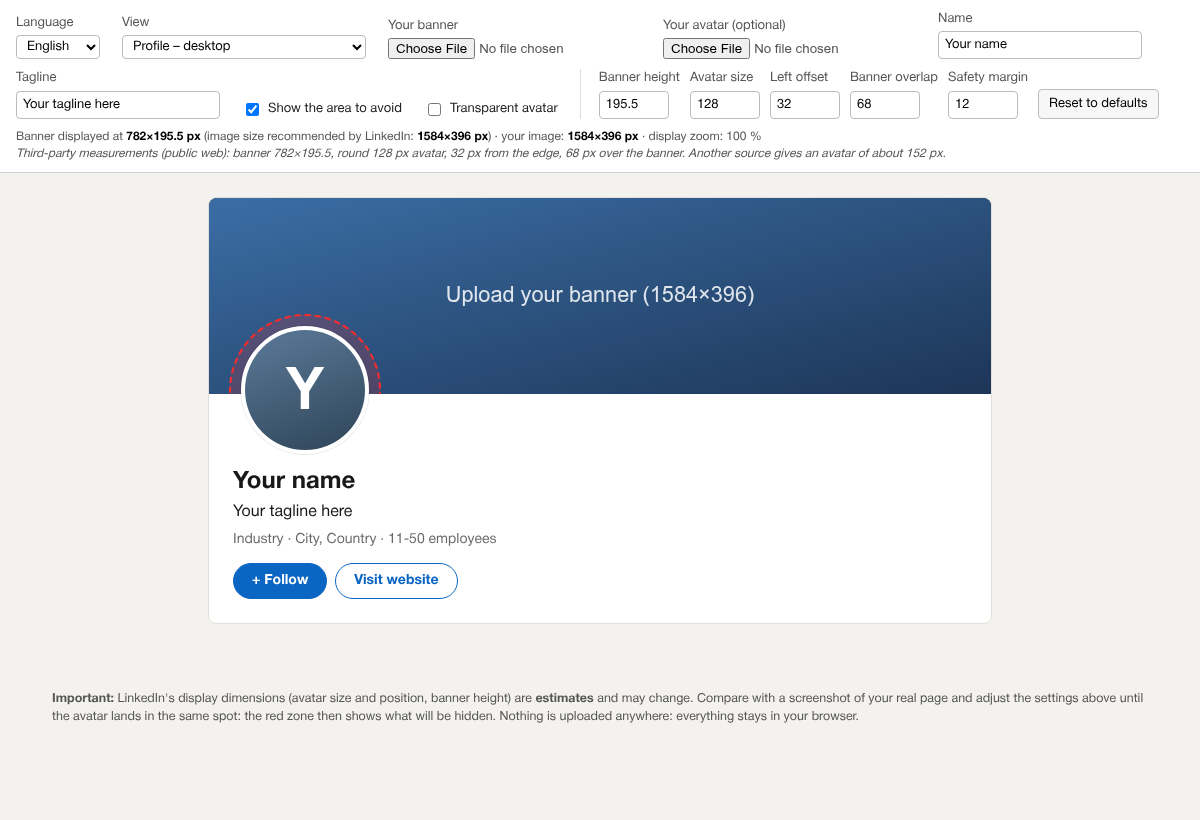 Language
View
Your banner
Your avatar (optional)
Name
English
Profile – desktop
Choose File No file chosen
Choose File No file chosen
Your name
Tagline
Banner height
Avatar size
Left offset
Banner overlap
Safety margin
Your tagline here
Show the area to avoid
Transparent avatar
195.5
128
32
68
12
Reset to defaults
Banner displayed at 782×195.5 px (image size recommended by LinkedIn: 1584×396 px) · your image: 1584×396 px · display zoom: 100 %
Third-party measurements (public web): banner 782×195.5, round 128 px avatar, 32 px from the edge, 68 px over the banner. Another source gives an avatar of about 152 px.
Upload your banner (1584×396)
Y
Your name
Your tagline here
Industry · City, Country · 11-50 employees
+ Follow
Visit website
Important: LinkedIn's display dimensions (avatar size and position, banner height) are estimates and may change. Compare with a screenshot of your real page and adjust the settings above until
the avatar lands in the same spot: the red zone then shows what will be hidden. Nothing is uploaded anywhere: everything stays in your browser.